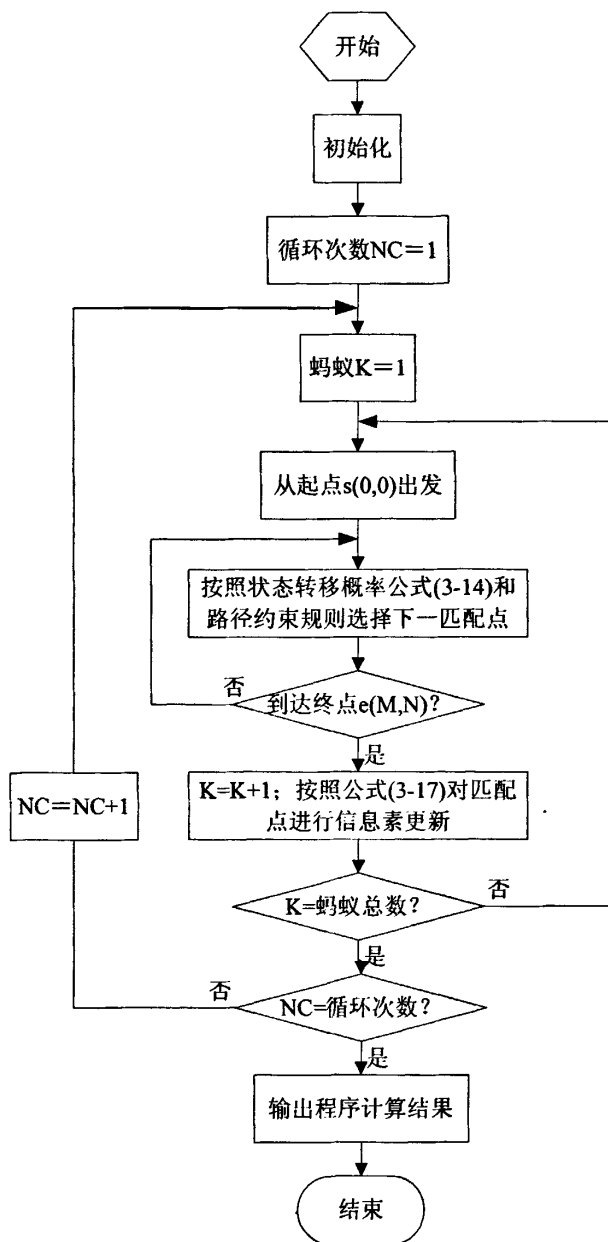 开始
初始化
循环次数NC＝1
蚂蚁K＝1
从起点s(0,0)出发
按照状态转移概率公式(3-14)和
路径约束规则选择下一匹配点
否
到达终点e(M,N)?
是
NC＝NC+1
K=K+1；按照公式(3-17)对匹配
点进行信息素更新
K=蚂蚁总数?
否
是
否
NC=循环次数?
是
输出程序计算结果
结束